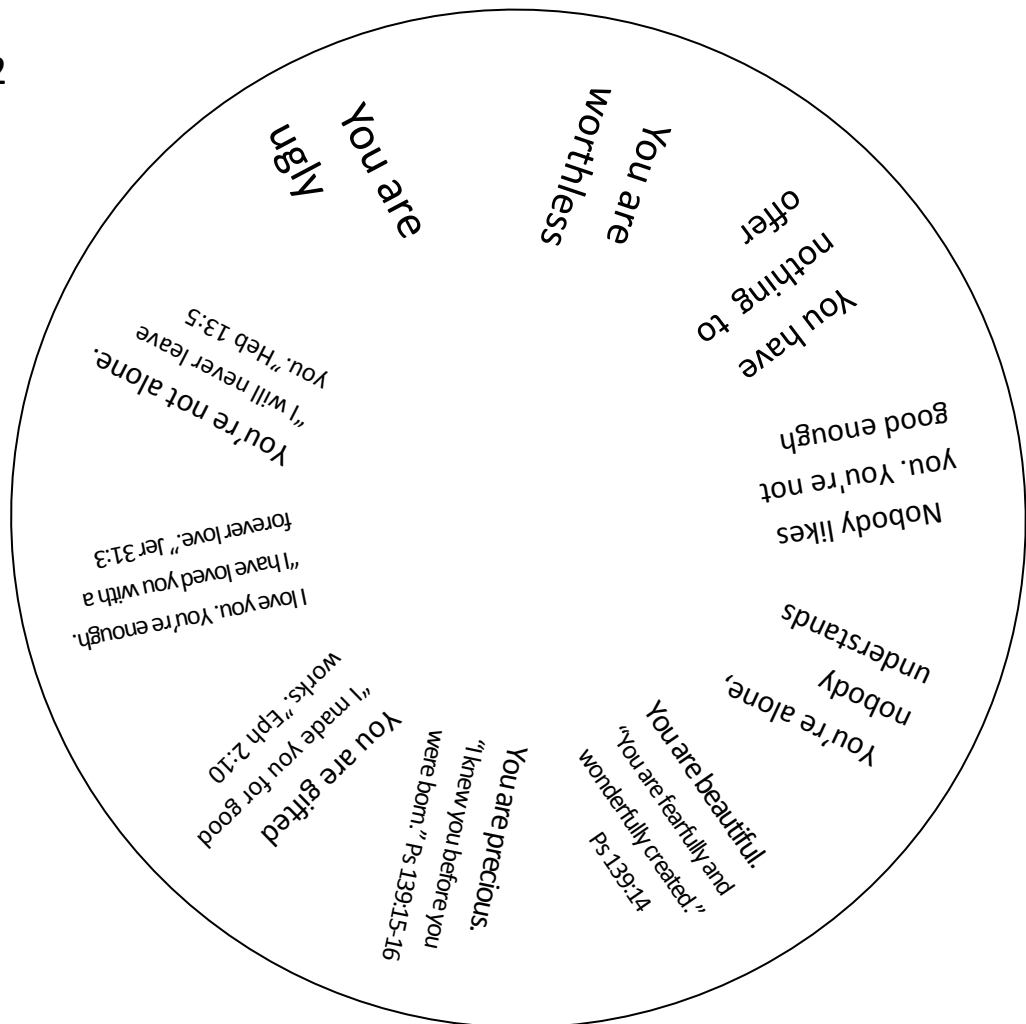 2
You are
ugly
You are
worthless
You have
nothing to
offer
Nobody likes
you. You're not
good enough
You're alone,
nobody
understands
You are beautiful.
“You are fearfully and
wonderfully created.”
Ps 139:14
You are precious.
“I knew you before you
were born.” Ps 139:15-16
You are gifted
“I made you for good
works.” Eph 2:10
I love you. You’re enough.
“I have loved you with a
forever love.” Jer 31:3
You’re not alone.
“I will never leave
you. “Heb 13:5